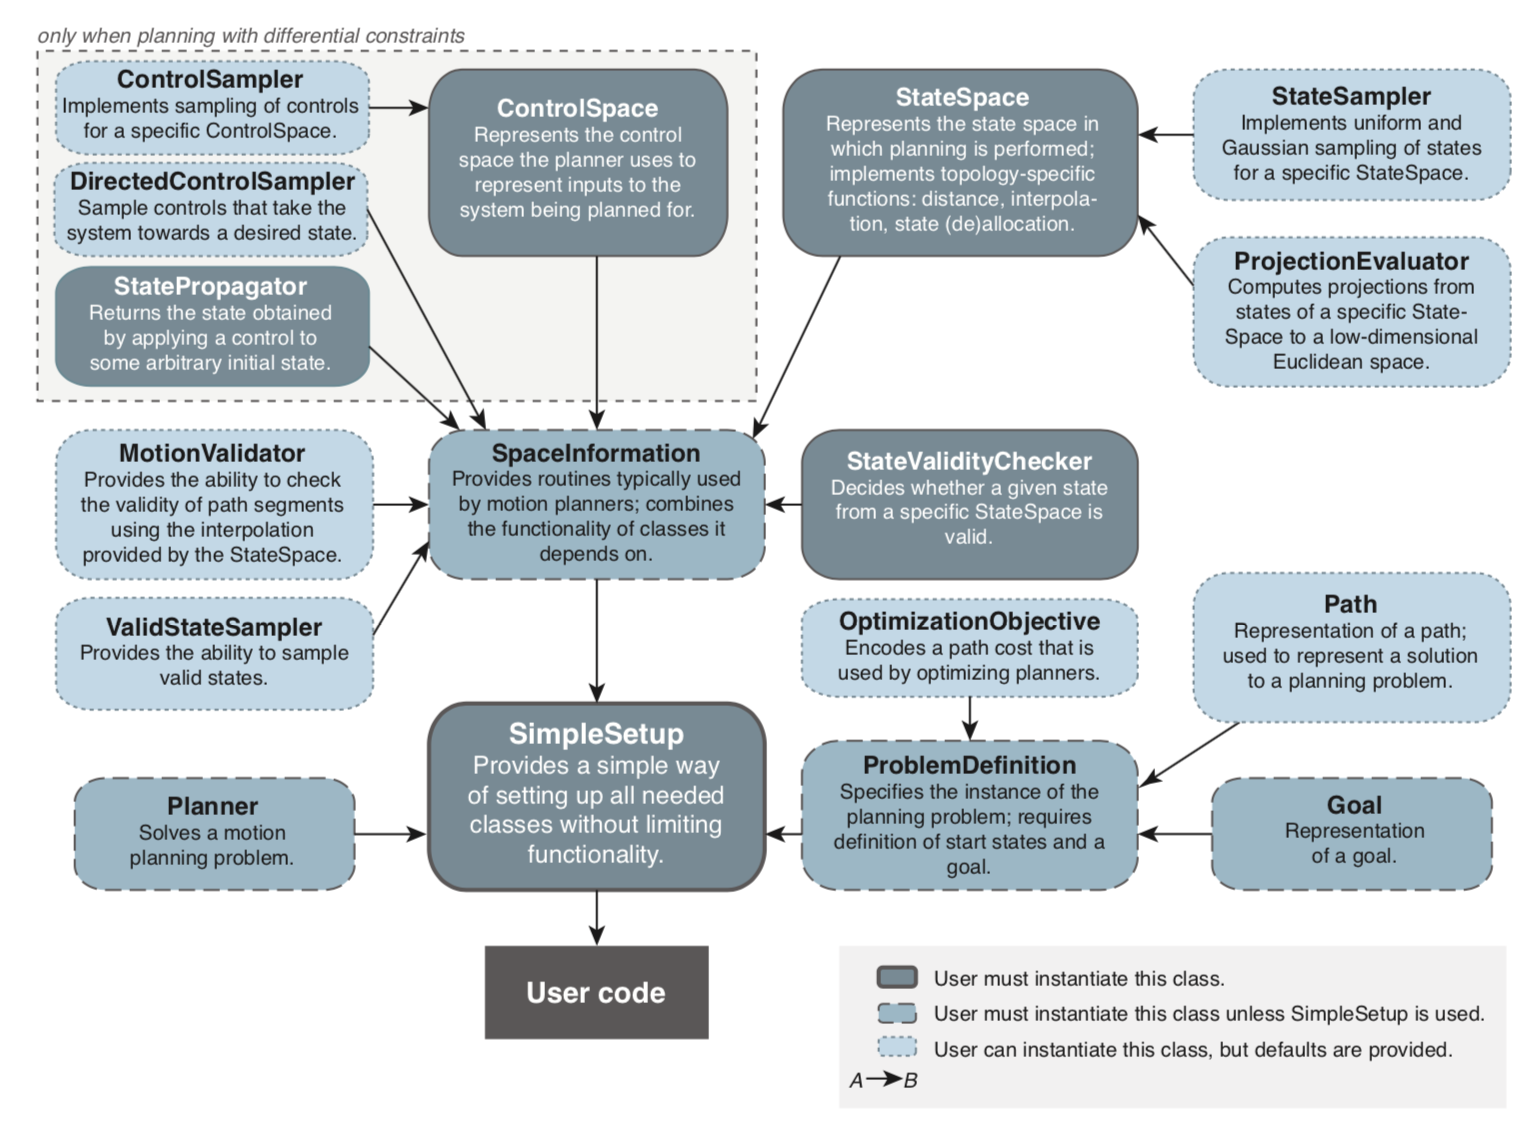 only when planning with differential constraints
ControlSampler
Implements sampling of controls
for a specific ControlSpace.
DirectedControlSampler
Sample controls that take the
system towards a desired state.
StatePropagator
Returns the state obtained
by applying a control to
some arbitrary initial state.
ControlSpace
Represents the control
space the planner uses to
represent inputs to the
system being planned for.
StateSpace
Represents the state space in
which planning is performed;
implements topology-specific
functions: distance, interpola-
tion, state (de)allocation.
StateSampler
Implements uniform and
Gaussian sampling of states
for a specific StateSpace.
ProjectionEvaluator
Computes projections from
states of a specific State-
Space to a low-dimensional
Euclidean space.
MotionValidator
Provides the ability to check
the validity of path segments
using the interpolation
provided by the StateSpace.
SpaceInformation
Provides routines typically used
by motion planners; combines
the functionality of classes it
depends on.
StateValidityChecker
Decides whether a given state
from a specific StateSpace is
valid.
ValidStateSampler
Provides the ability to sample
valid states.
OptimizationObjective
Encodes a path cost that is
used by optimizing planners.
Path
Representation of a path;
used to represent a solution
to a planning problem.
Planner
Solves a motion
planning problem.
SimpleSetup
Provides a simple way
of setting up all needed
classes without limiting
functionality.
ProblemDefinition
Specifies the instance of the
planning problem; requires
definition of start states and a
goal.
Goal
Representation
of a goal.
User code
User must instantiate this class.
User must instantiate this class unless SimpleSetup is used.
User can instantiate this class, but defaults are provided.
A B